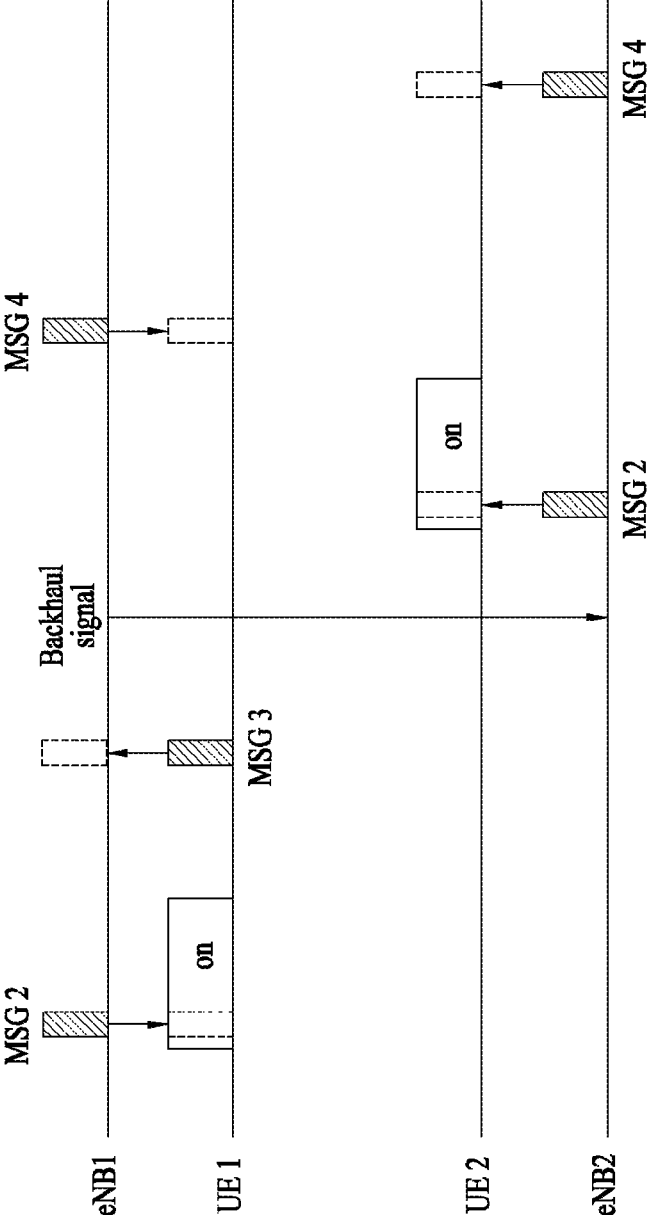 MSG 2
MSG 4
Backhaul
signal
eNB1
on
UE 1
MSG 3
on
UE 2
eNB2
MSG 2
MSG 4